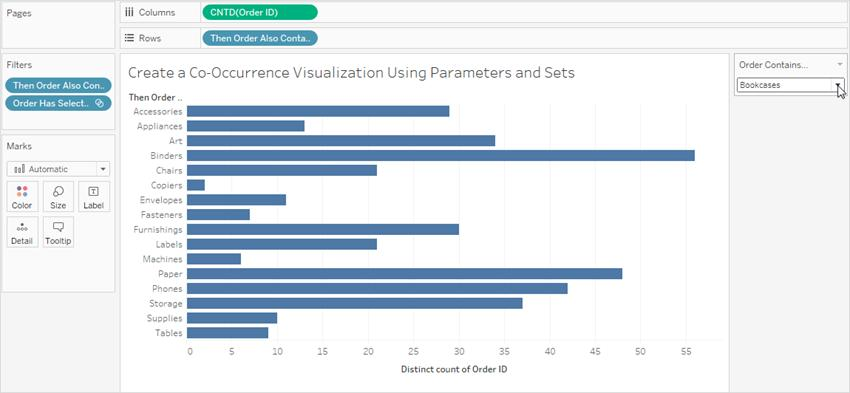 Pages
Columns
CNTD(Order ID)
Rows
Then Order Also Conta..
Filters
Then Order Also Con..
Order Has Select..
Marks
Automatic
Color
Size
Label
Detail
Tooltip
Create a Co-Occurrence Visualization Using Parameters and Sets
Then Order ..
Accessories
Appliances
Art
Binders
Chairs
Copiers
Envelopes
Fasteners
Furnishings
Labels
Machines
Paper
Phones
Storage
Supplies
Tables
0 5 10 15 20 25 30 35 40 45 50 55
Distinct count of Order ID
Order Contains...
Bookcases